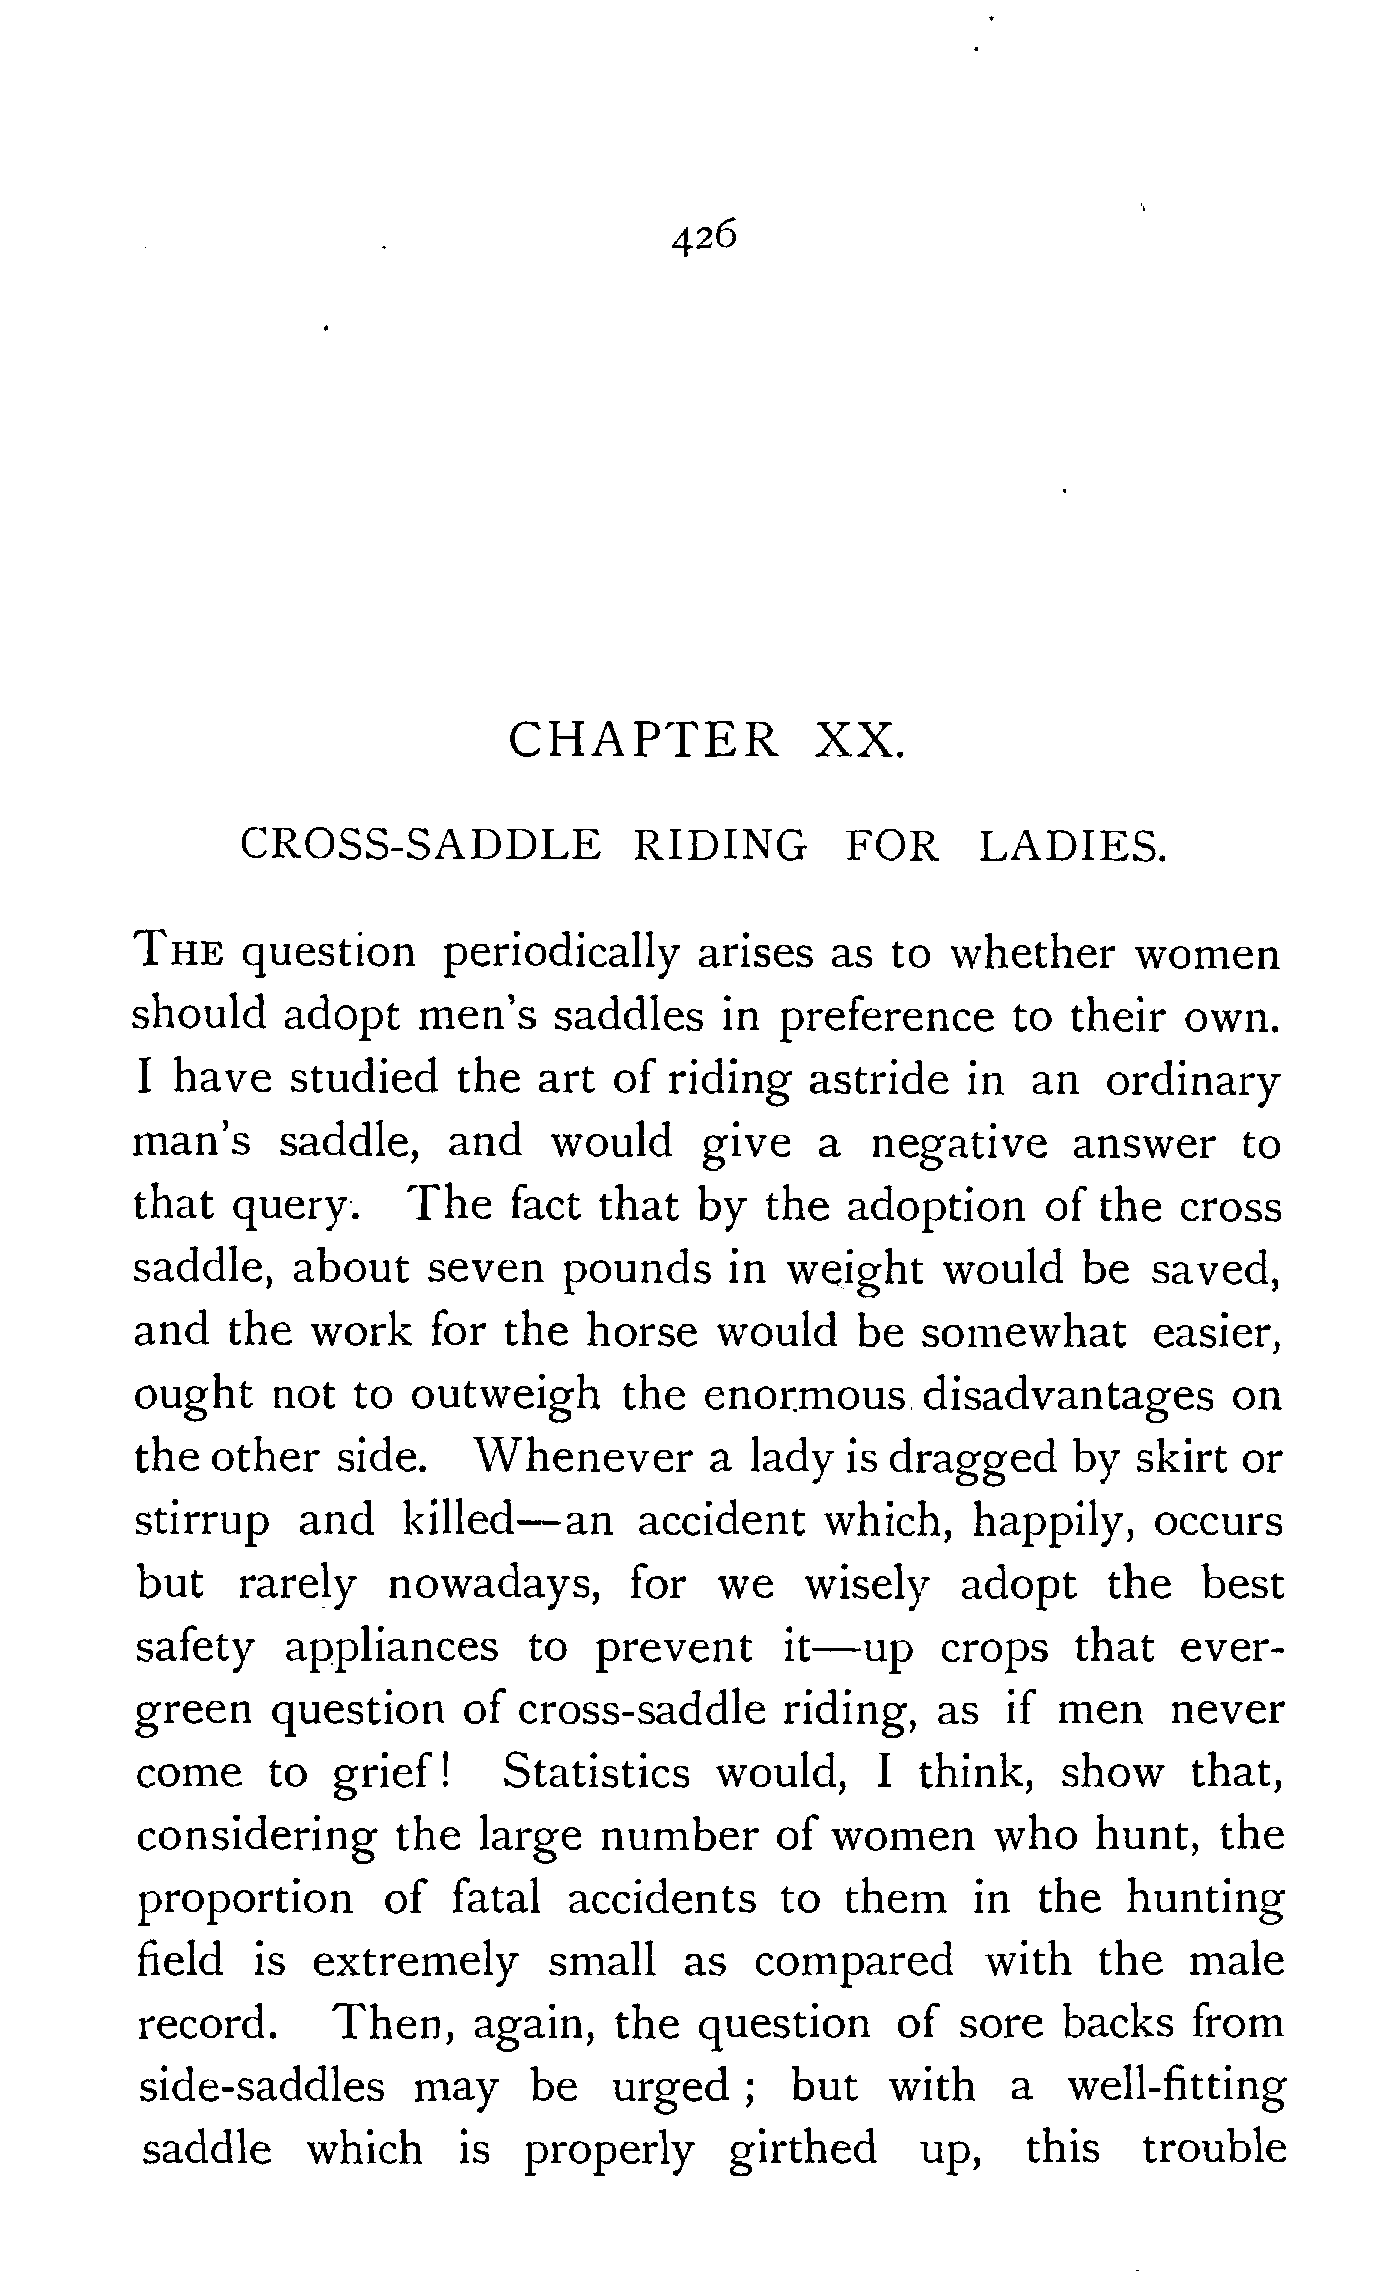 426
CHAPTER XX.
CROSS-SADDLE RIDING FOR LADIES.
THE question periodically arises as to whether women
should adopt men's saddles in preference to their own.
I have studied the art of riding astride in an ordinary
man's saddle, and would give a negative answer to
that query. The fact that by the adoption of the cross
saddle, about seven pounds in weight would be saved,
and the work for the horse would be somewhat easier,
ought not to outweigh the enormous disadvantages on
the other side. Whenever a lady is dragged by skirt or
stirrup and killed—an accident which, happily, occurs
but rarely nowadays, for we wisely adopt the best
safety appliances to prevent it—up crops that ever-
green question of cross-saddle riding, as if men never
come to grief! Statistics would, I think, show that,
considering the large number of women who hunt, the
proportion of fatal accidents to them in the hunting
field is extremely small as compared with the male
record. Then, again, the question of sore backs from
side-saddles may be urged ; but with a well-fitting
saddle which is properly girthed up, this trouble